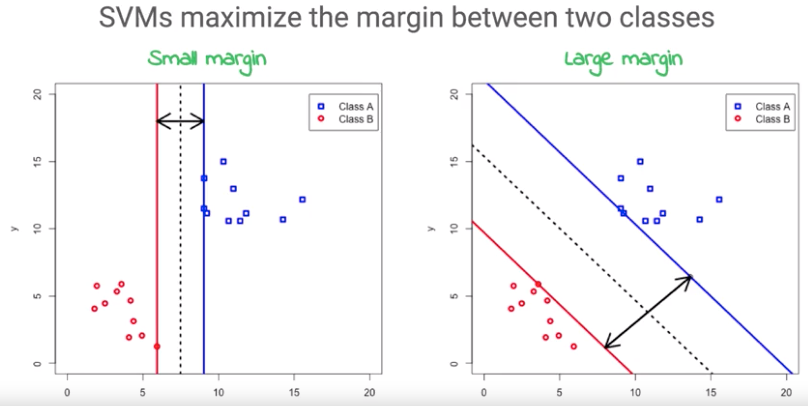 SVMs maximize the margin between two classes
Small margin
Large margin
Class A
Class B
y
20
15
10
5
0
0 5 10 15 20
Class A
Class B
y
20
15
10
5
0
0 5 10 15 20